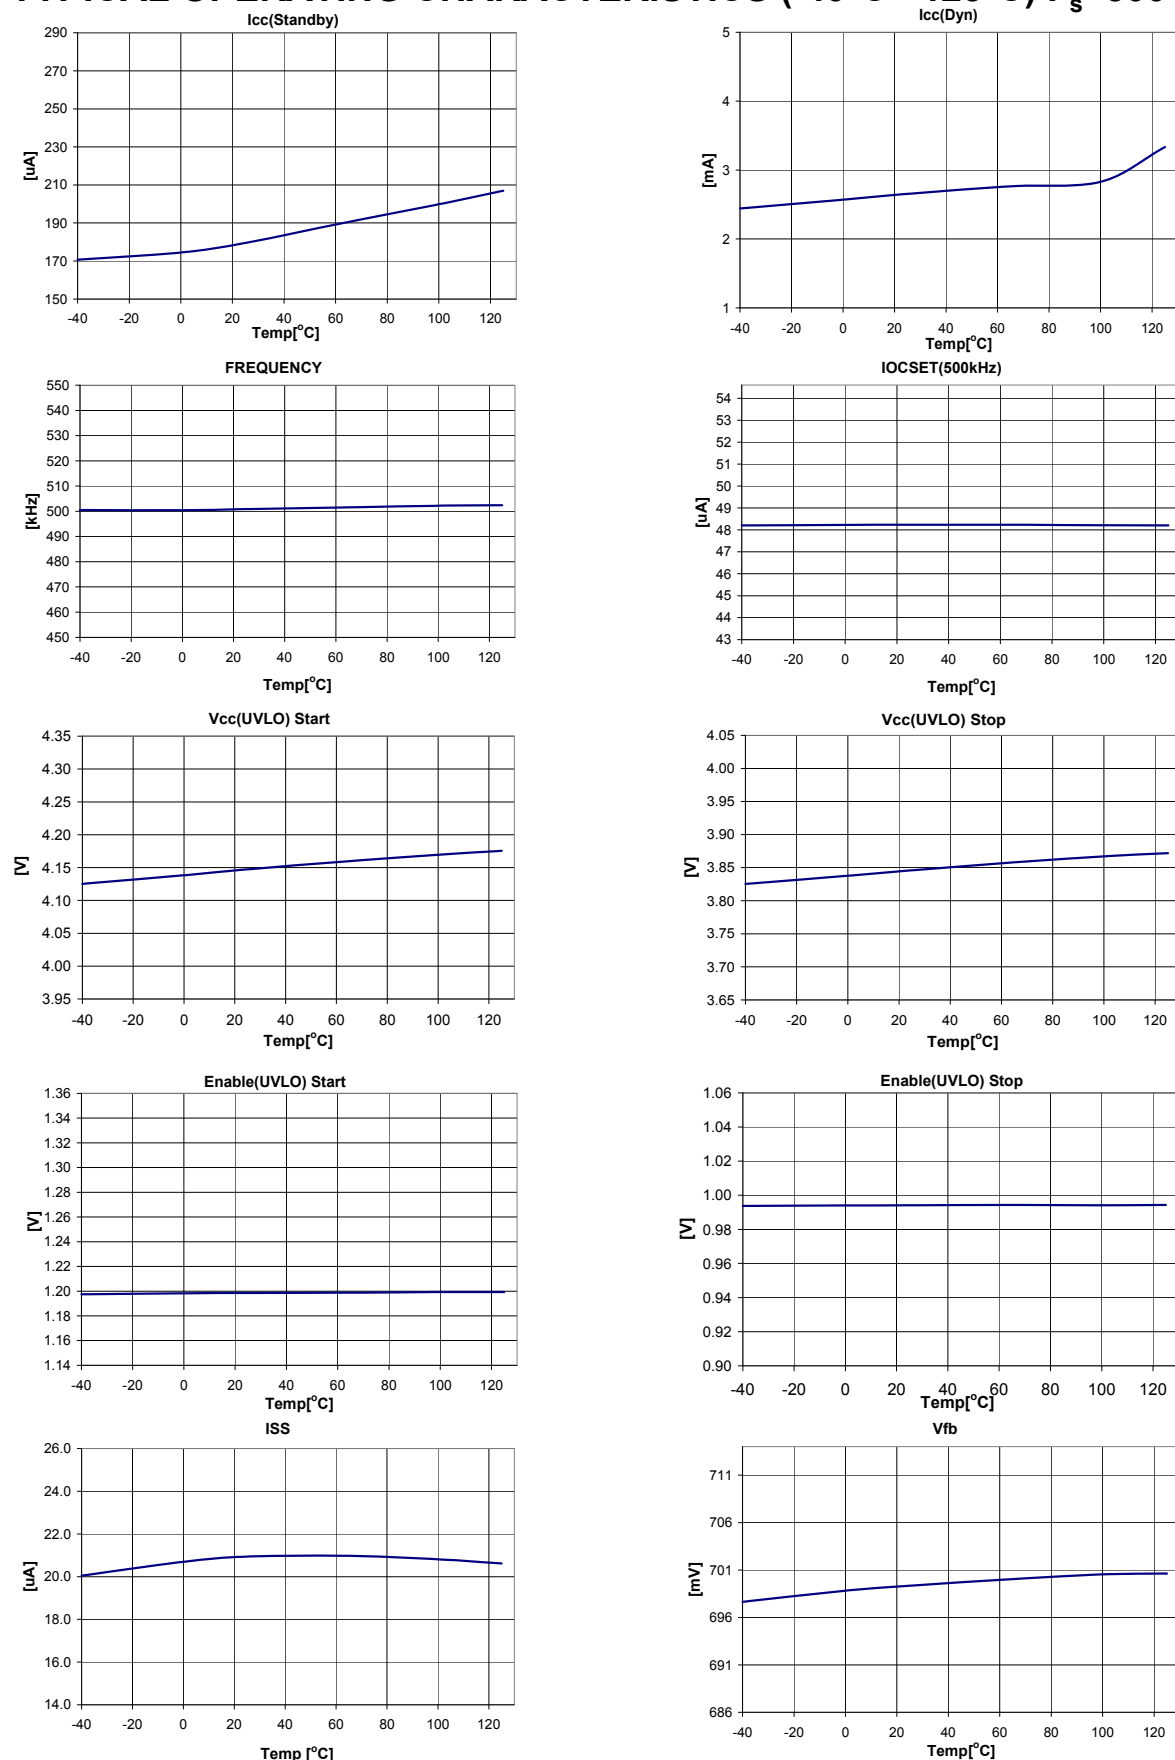 TYPICAL OPERATING CHARACTERISTICS
Icc(Standby)
290
270
250
230
210
190
170
150
[uA]
-40 -20 0 20 40 60 80 100 120
Temp[°C]
Icc(Dyn)
5
4
3
2
1
[mA]
-40 -20 0 20 40 60 80 100 120
Temp[°C]
FREQUENCY
550
540
530
520
510
500
490
480
470
460
450
[kHz]
-40 -20 0 20 40 60 80 100 120
Temp[°C]
IOCSET(500kHz)
54
53
52
51
50
49
48
47
46
45
44
43
[uA]
-40 -20 0 20 40 60 80 100 120
Temp[°C]
Vcc(UVLO) Start
4.35
4.30
4.25
4.20
4.15
4.10
4.05
4.00
3.95
[V]
-40 -20 0 20 40 60 80 100 120
Temp[°C]
Vcc(UVLO) Stop
4.05
4.00
3.95
3.90
3.85
3.80
3.75
3.70
3.65
[V]
-40 -20 0 20 40 60 80 100 120
Temp[°C]
Enable(UVLO) Start
1.36
1.34
1.32
1.30
1.28
1.26
1.24
1.22
1.20
1.18
1.16
1.14
[V]
-40 -20 0 20 40 60 80 100 120
Temp[°C]
Enable(UVLO) Stop
1.06
1.04
1.02
1.00
0.98
0.96
0.94
0.92
0.90
[V]
-40 -20 0 20 40 60 80 100 120
Temp[°C]
ISS
26.0
24.0
22.0
20.0
18.0
16.0
14.0
[uA]
-40 -20 0 20 40 60 80 100 120
Temp [°C]
Vfb
711
706
701
696
691
686
[mV]
-40 -20 0 20 40 60 80 100 120
Temp[°C]